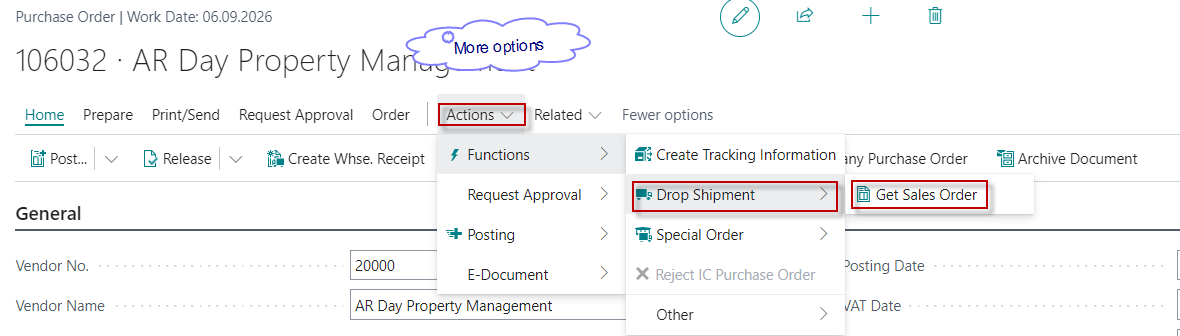 Purchase Order | Work Date: 06.09.2026
More options
106032 · AR Day Property Management
Home Prepare Print/Send Request Approval Order Actions Related Fewer options
Post... Release Create Whse. Receipt Functions Create Tracking Information Purchase Order Archive Document
Request Approval Drop Shipment Get Sales Order
General
Posting Special Order
Vendor No. 20000 E-Document Reject IC Purchase Order Posting Date
Vendor Name AR Day Property Management Other VAT Date